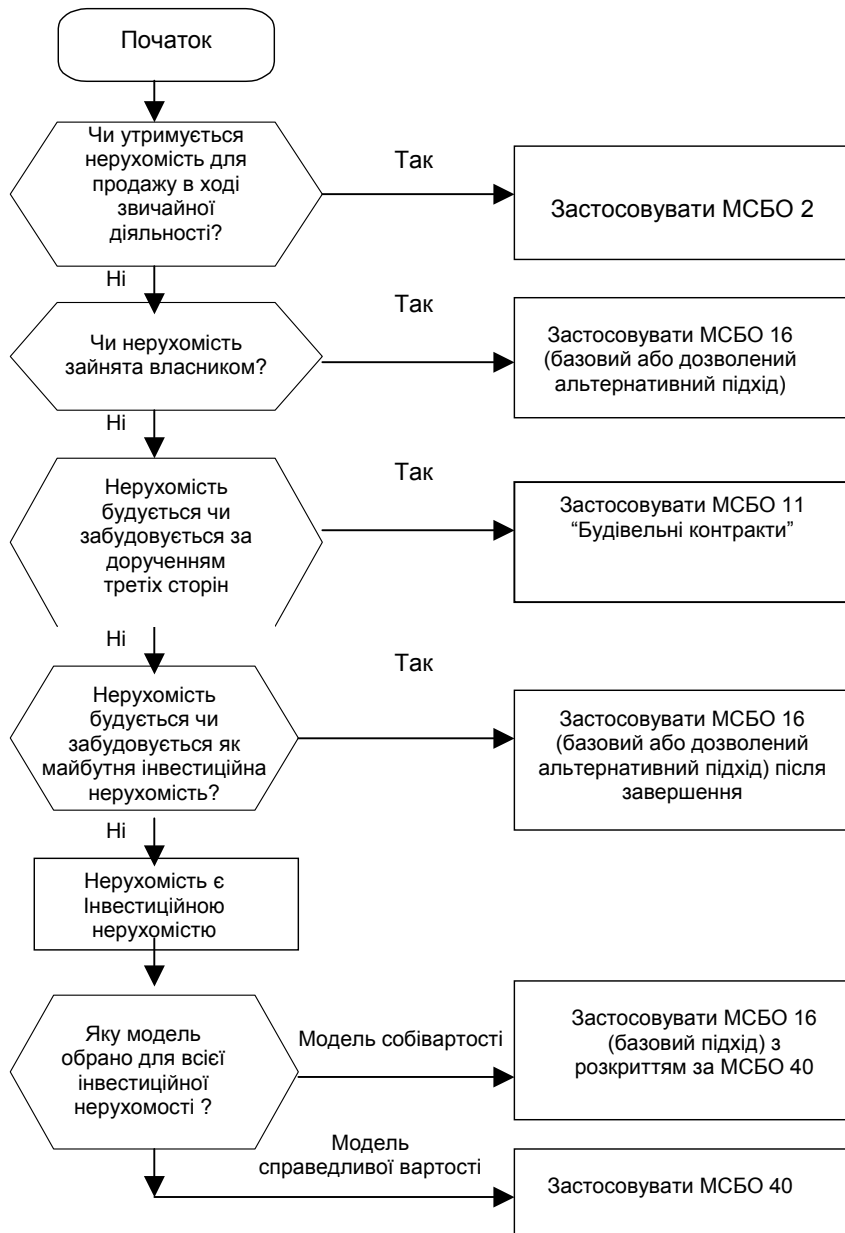 Початок
Чи утримується
нерухомість для
продажу в ході
звичайної
діяльності?
Так
Застосовувати МСБО 2
Ні
Чи нерухомість
зайнята власником?
Так
Застосовувати МСБО 16
(базовий або дозволений
альтернативний підхід)
Ні
Нерухомість
будується чи
забудовується за
дорученням
третіх сторін
Так
Застосовувати МСБО 11
“Будівельні контракти”
Ні
Нерухомість
будується чи
забудовується як
майбутня інвестиційна
нерухомість?
Так
Застосовувати МСБО 16
(базовий або дозволений
альтернативний підхід) після
завершення
Ні
Нерухомість є
Інвестиційною
нерухомістю
Яку модель
обрано для всієї
інвестиційної
нерухомості ?
Модель собівартості
Застосовувати МСБО 16
(базовий підхід) з
розкриттям за МСБО 40
Модель
справедливої вартості
Застосовувати МСБО 40